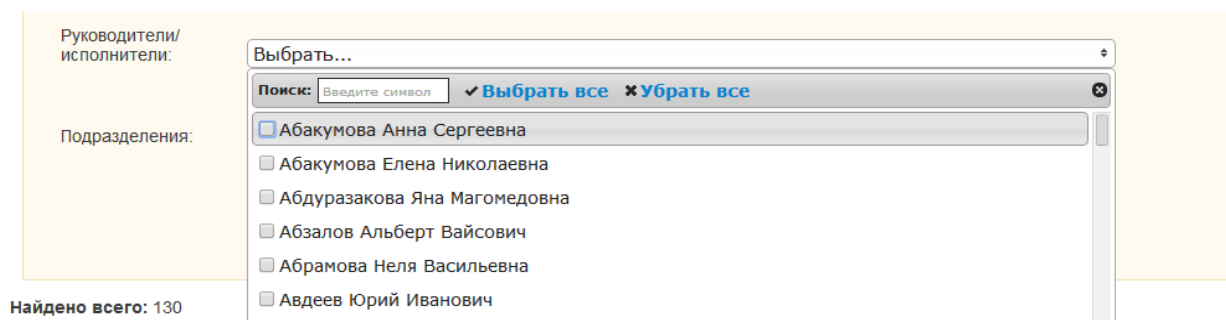 Руководители/
исполнители:
Выбрать...
Поиск: Введите символ Выбрать все Убрать все
Подразделения:
Абакумова Анна Сергеевна
Абакумова Елена Николаевна
Абдуразакова Яна Магомедовна
Абзалов Альберт Вайсович
Абрамова Неля Васильевна
Авдеев Юрий Иванович
Найдено всего: 130